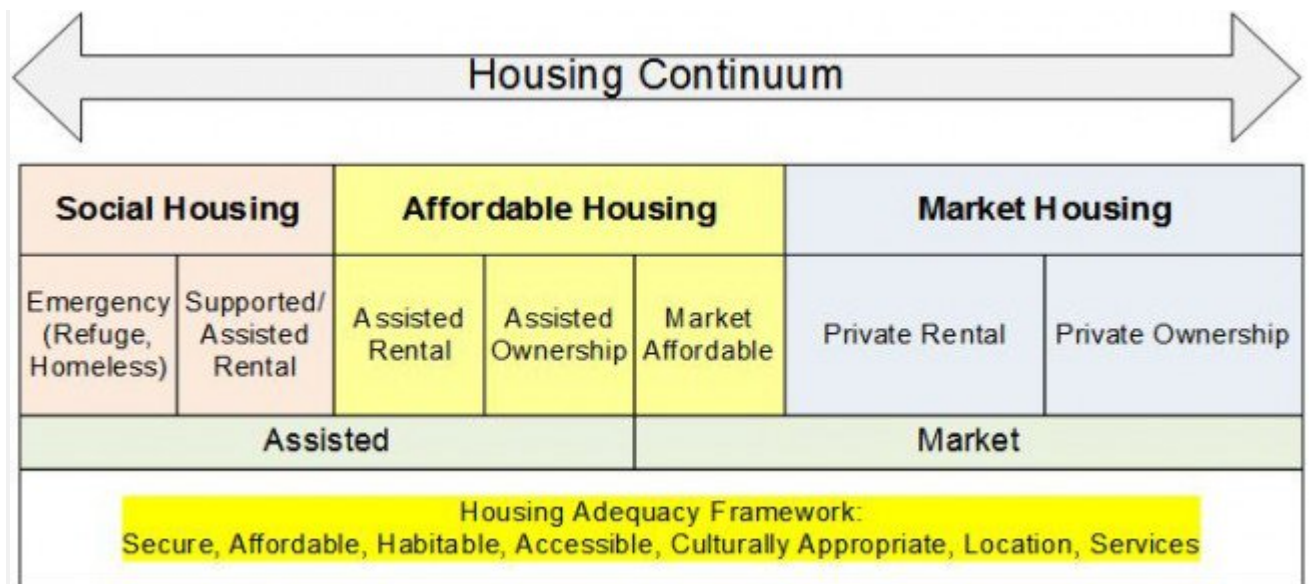 Housing Continuum
Social Housing
Affordable Housing
Market Housing
Emergency
(Refuge,
Homeless)
Supported/
Assisted
Rental
Assisted
Rental
Assisted
Ownership
Market
Affordable
Private Rental
Private Ownership
Assisted
Market
Housing Adequacy Framework:
Secure, Affordable, Habitable, Accessible, Culturally Appropriate, Location, Services